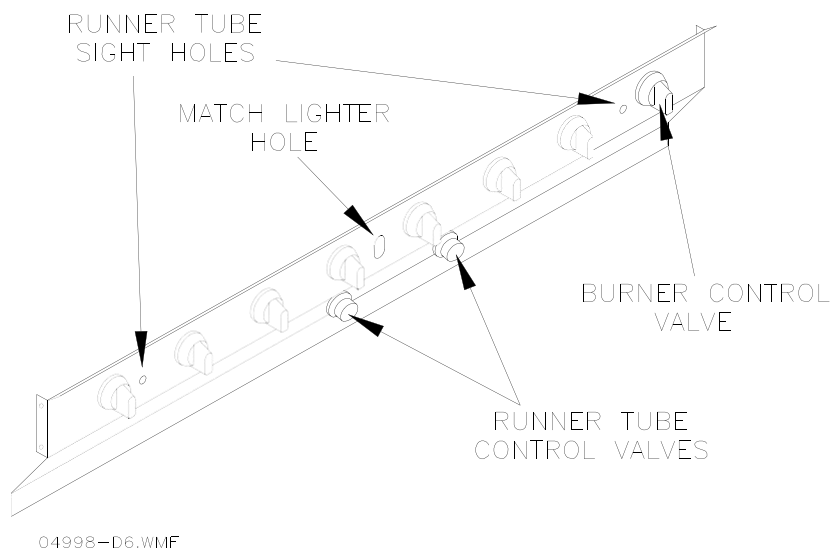 RUNNER TUBE
SIGHT HOLES
MATCH LIGHTER
HOLE
BURNER CONTROL
VALVE
RUNNER TUBE
CONTROL VALVES
04998-D6.WMF